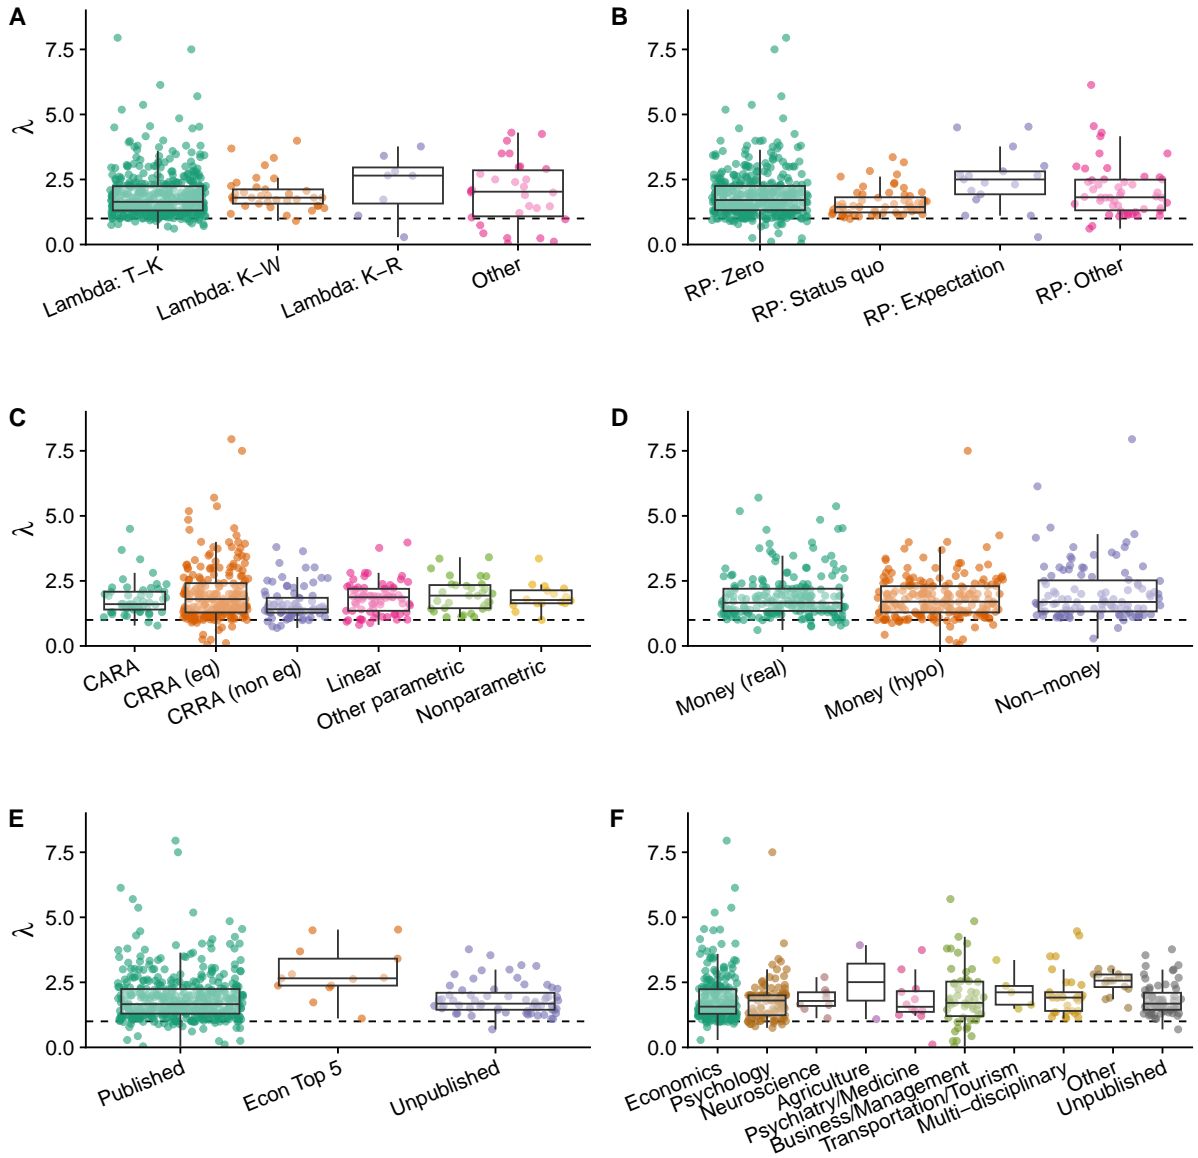 A
λ
7.5
5.0
2.5
0.0
Lambda: T−K
Lambda: K−W
Lambda: K−R
Other
B
7.5
5.0
2.5
0.0
RP: Zero
RP: Status quo
RP: Expectation
RP: Other
C
λ
7.5
5.0
2.5
0.0
CARA
CRRA (eq)
CRRA (non eq)
Linear
Other parametric
Nonparametric
D
7.5
5.0
2.5
0.0
Money (real)
Money (hypo)
Non−money
E
λ
7.5
5.0
2.5
0.0
Published
Econ Top 5
Unpublished
F
7.5
5.0
2.5
0.0
Economics
Psychology
Neuroscience
Agriculture
Psychiatry/Medicine
Business/Management
Transportation/Tourism
Multi−disciplinary
Other
Unpublished